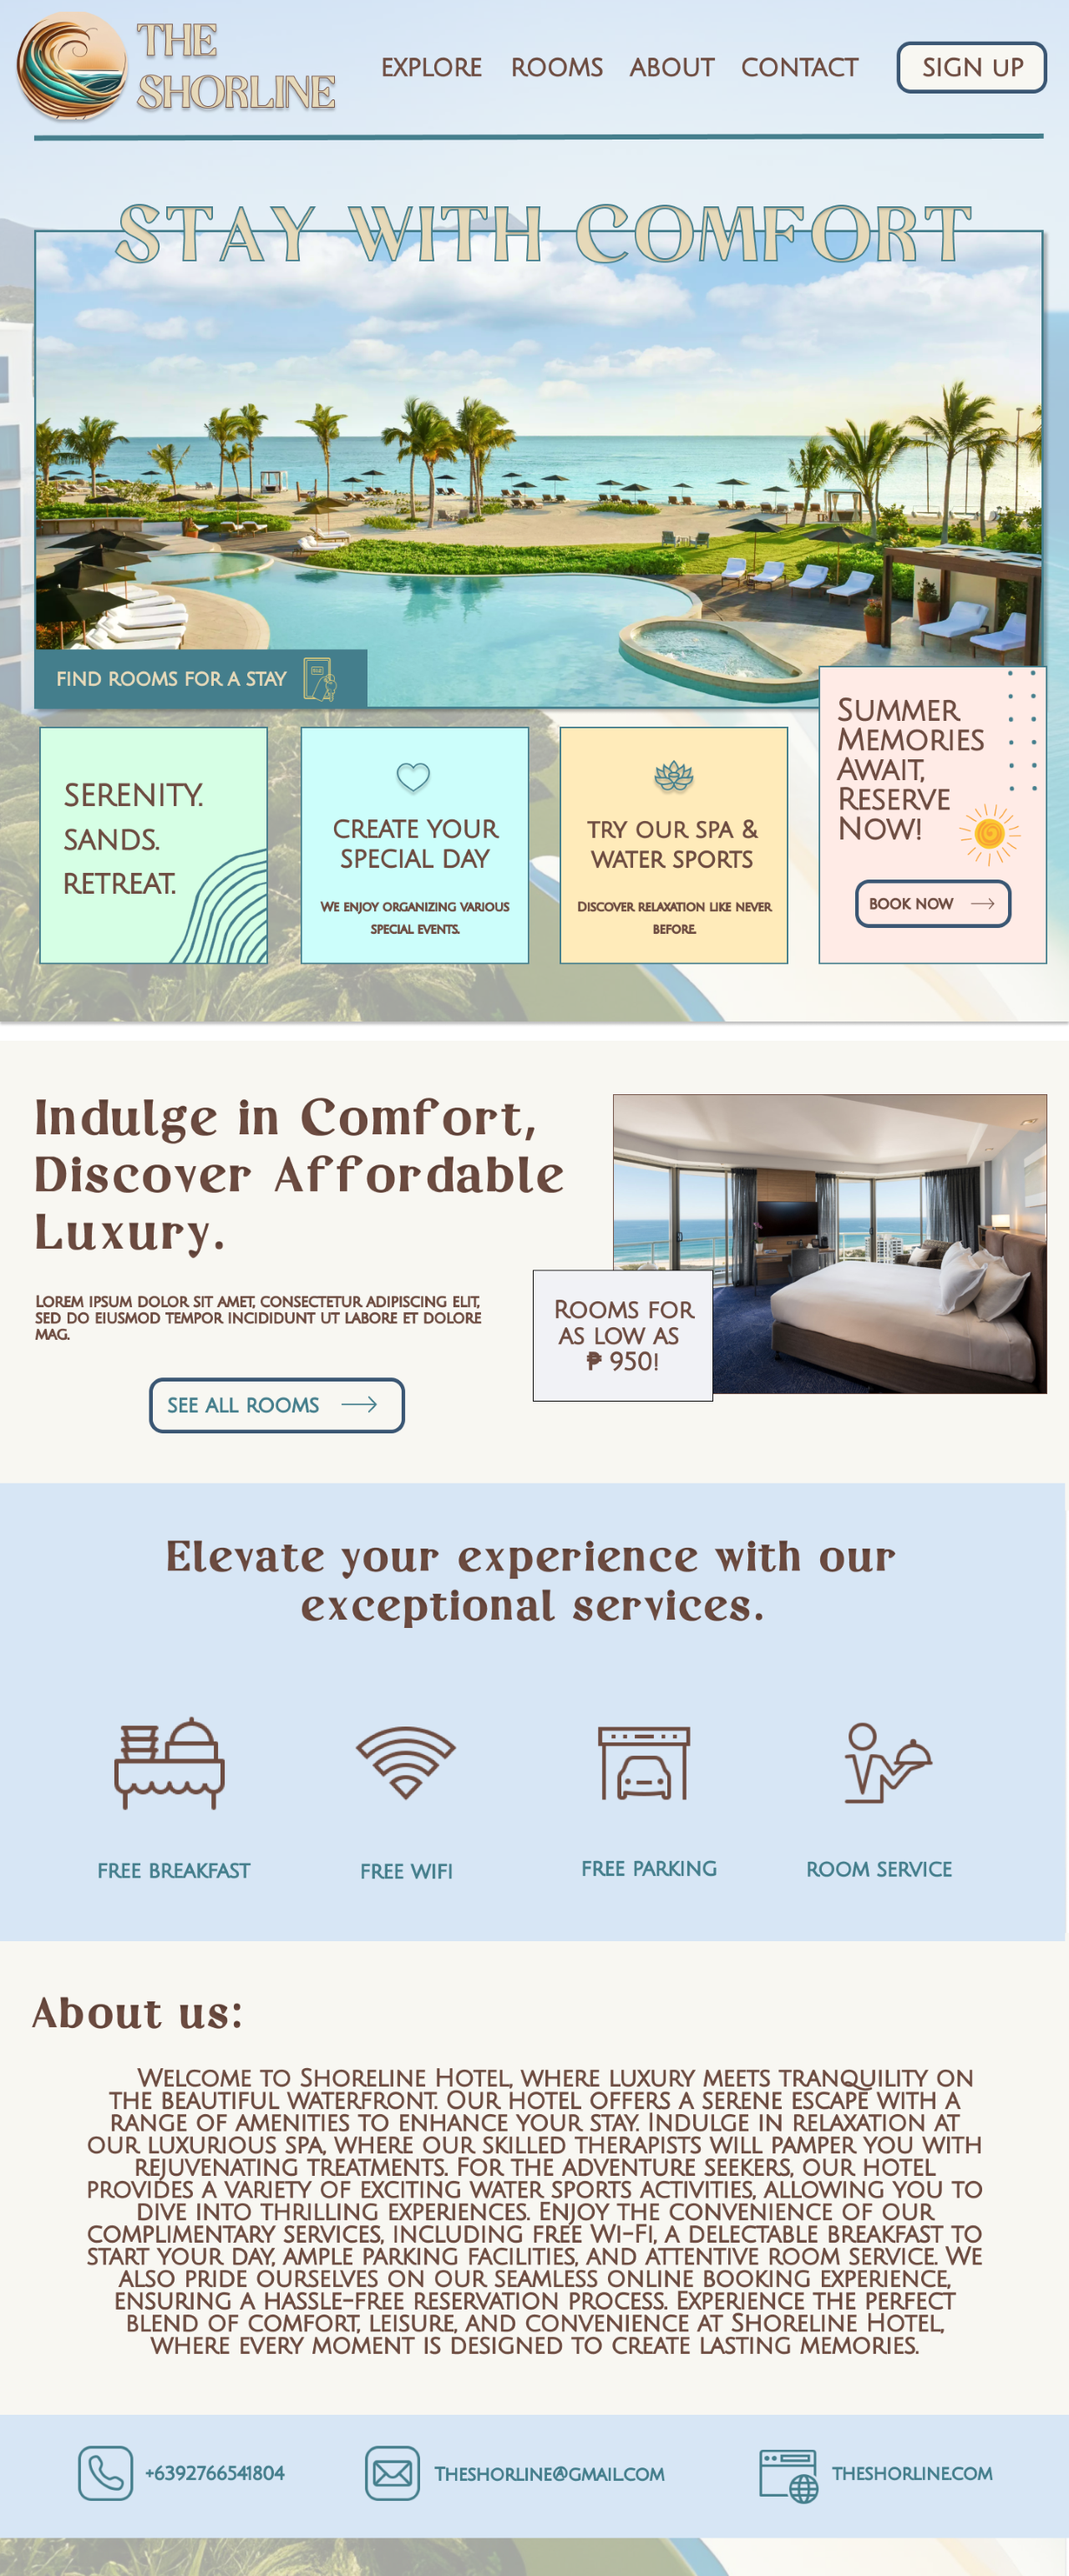 THE
SHORLINE
EXPLORE ROOMS ABOUT CONTACT SIGN UP
STAY WITH COMFORT
FIND ROOMS FOR A STAY
SERENITY.
SANDS.
RETREAT.
CREATE YOUR
SPECIAL DAY
WE ENJOY ORGANIZING VARIOUS
SPECIAL EVENTS.
TRY OUR SPA &
WATER SPORTS
DISCOVER RELAXATION LIKE NEVER
BEFORE.
SUMMER
MEMORIES
AWAIT,
RESERVE
NOW!
BOOK NOW
Indulge in Comfort,
Discover Affordable
Luxury.
LOREM IPSUM DOLOR SIT AMET, CONSECTETUR ADIPISCING ELIT,
SED DO EIUSMOD TEMPOR INCIDIDUNT UT LABORE ET DOLORE
MAG.
SEE ALL ROOMS
ROOMS FOR
AS LOW AS
₱ 950!
Elevate your experience with our
exceptional services.
FREE BREAKFAST
FREE WIFI
FREE PARKING
ROOM SERVICE
About us:
WELCOME TO SHORELINE HOTEL, WHERE LUXURY MEETS TRANQUILITY ON
THE BEAUTIFUL WATERFRONT. OUR HOTEL OFFERS A SERENE ESCAPE WITH A
RANGE OF AMENITIES TO ENHANCE YOUR STAY. INDULGE IN RELAXATION AT
OUR LUXURIOUS SPA, WHERE OUR SKILLED THERAPISTS WILL PAMPER YOU WITH
REJUVENATING TREATMENTS. FOR THE ADVENTURE SEEKERS, OUR HOTEL
PROVIDES A VARIETY OF EXCITING WATER SPORTS ACTIVITIES, ALLOWING YOU TO
DIVE INTO THRILLING EXPERIENCES. ENJOY THE CONVENIENCE OF OUR
COMPLIMENTARY SERVICES, INCLUDING FREE WI-FI, A DELECTABLE BREAKFAST TO
START YOUR DAY, AMPLE PARKING FACILITIES, AND ATTENTIVE ROOM SERVICE. WE
ALSO PRIDE OURSELVES ON OUR SEAMLESS ONLINE BOOKING EXPERIENCE,
ENSURING A HASSLE-FREE RESERVATION PROCESS. EXPERIENCE THE PERFECT
BLEND OF COMFORT, LEISURE, AND CONVENIENCE AT SHORELINE HOTEL,
WHERE EVERY MOMENT IS DESIGNED TO CREATE LASTING MEMORIES.
+6392766541804
THESHORLINE@GMAIL.COM
THESHORLINE.COM